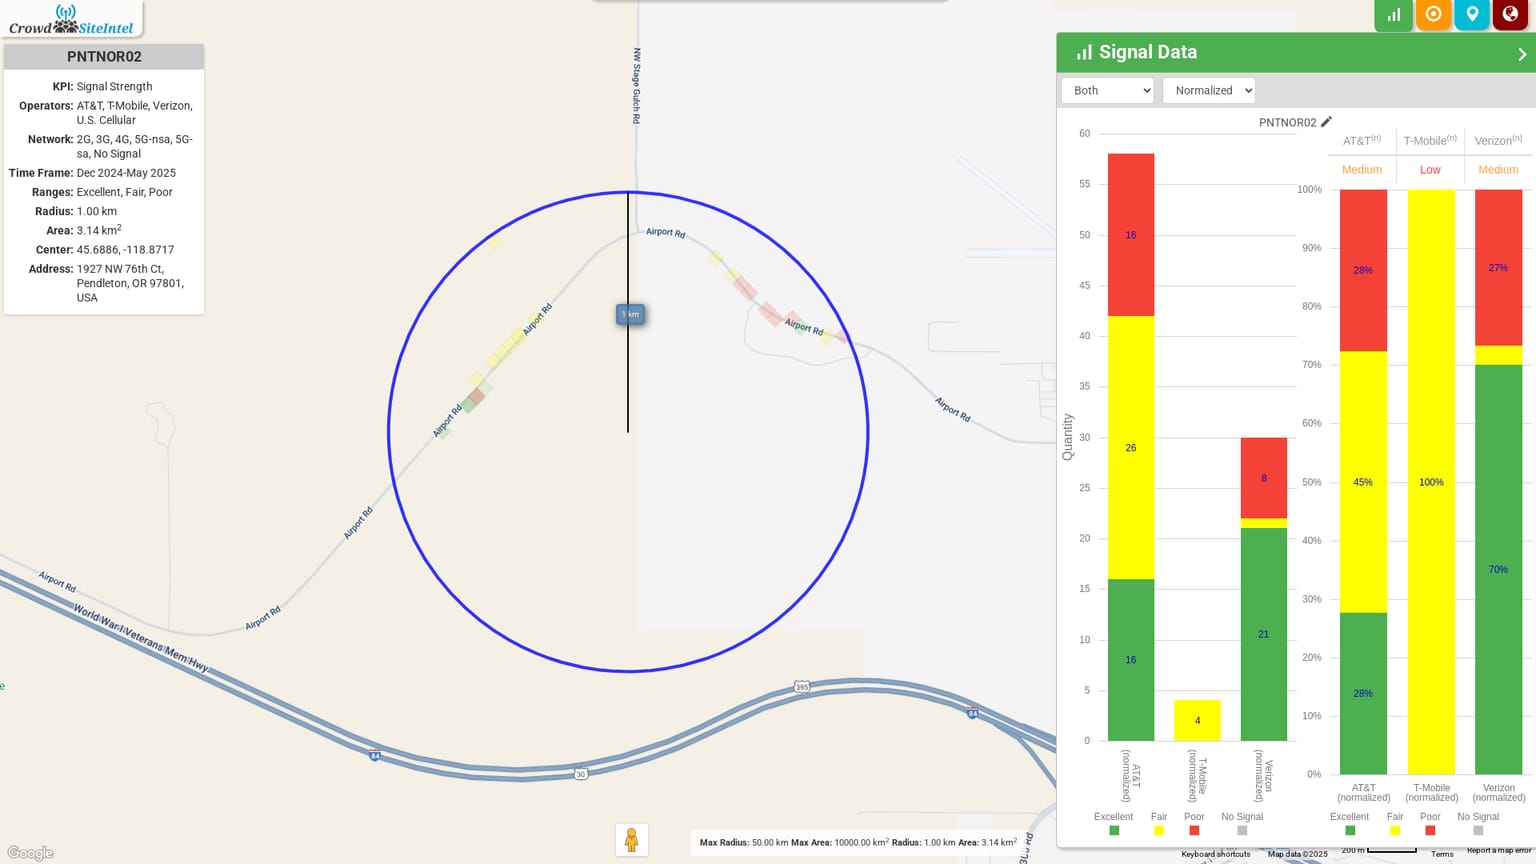 Crowd SiteIntel
PNTNOR02
KPI: Signal Strength
Operators: AT&T, T-Mobile, Verizon,
U.S. Cellular
Network: 2G, 3G, 4G, 5G-nsa, 5G-
sa, No Signal
Time Frame: Dec 2024-May 2025
Ranges: Excellent, Fair, Poor
Radius: 1.00 km
Area: 3.14 km²
Center: 45.6886, -118.8717
Address: 1927 NW 76th Ct,
Pendleton, OR 97801,
USA
NW Stage Gulch Rd
Airport Rd
1 km
Airport Rd
Airport Rd
Airport Rd
Airport Rd
Airport Rd
Airport Rd
Airport Rd
World War I Veterans Mem Hwy
e
395
84
84
30
Google
Max Radius: 50.00 km Max Area: 10000.00 km² Radius: 1.00 km Area: 3.14 km²
Signal Data
Both
Normalized
PNTNOR02
Quantity
60
55
50
45
40
35
30
25
20
15
10
5
0
16
26
16
4
8
21
AT&T
(normalized)
T-Mobile
(normalized)
Verizon
(normalized)
Excellent Fair Poor No Signal
AT&T(n) T-Mobile(n) Verizon(n)
Medium Low Medium
100%
90%
80%
70%
60%
50%
40%
30%
20%
10%
0%
28%
45%
28%
100%
27%
70%
AT&T
(normalized)
T-Mobile
(normalized)
Verizon
(normalized)
Excellent Fair Poor No Signal
Keyboard shortcuts Map data ©2025 200 m Terms Report a map error